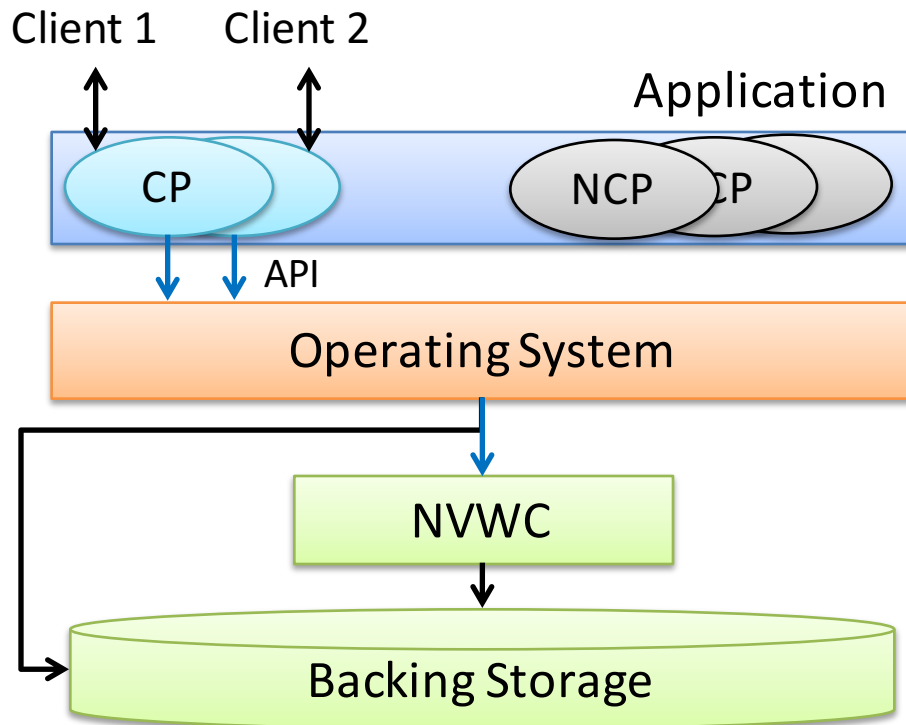 Client 1 Client 2
Application
CP
NCP
CP
API
Operating System
NVWC
Backing Storage